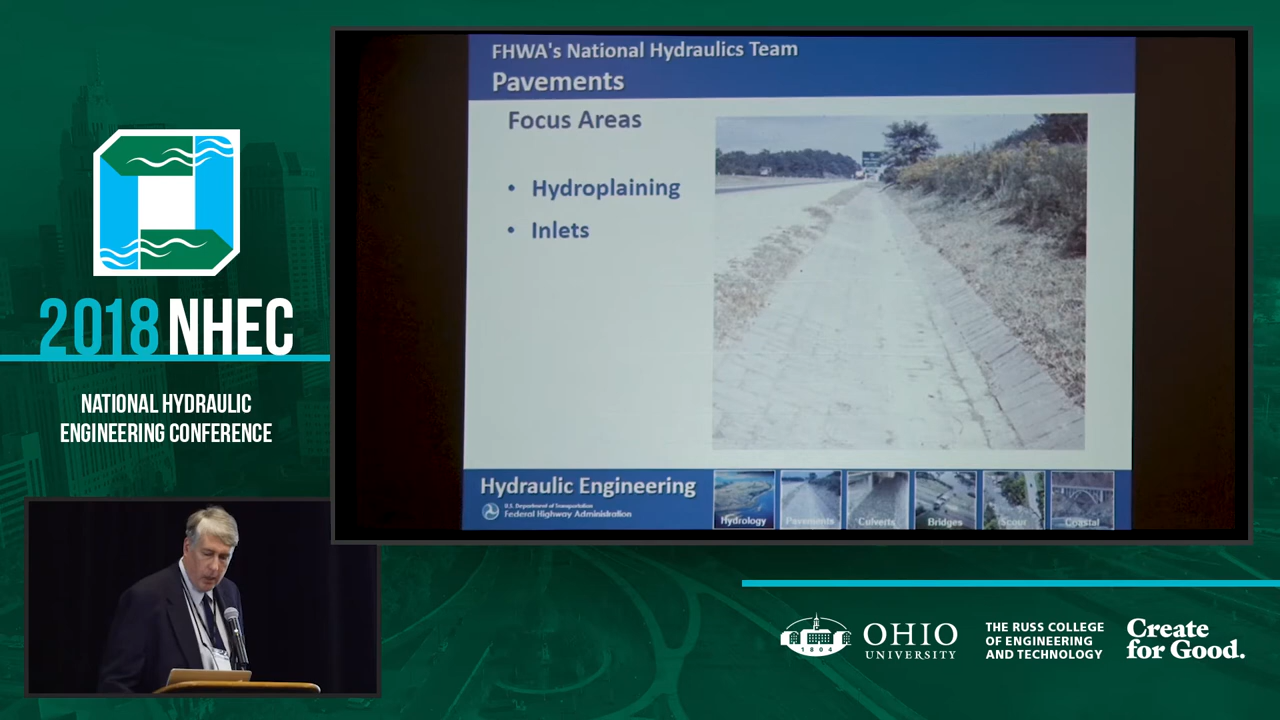 2018 NHEC
NATIONAL HYDRAULIC
ENGINEERING CONFERENCE
FHWA's National Hydraulics Team
Pavements
Focus Areas
• Hydroplaining
• Inlets
Hydraulic Engineering
U.S. Department of Transportation
Federal Highway Administration
Hydrology
Pavements
Culverts
Bridges
Scour
Coastal
1804
OHIO
UNIVERSITY
THE RUSS COLLEGE
OF ENGINEERING
AND TECHNOLOGY
Create
for Good.